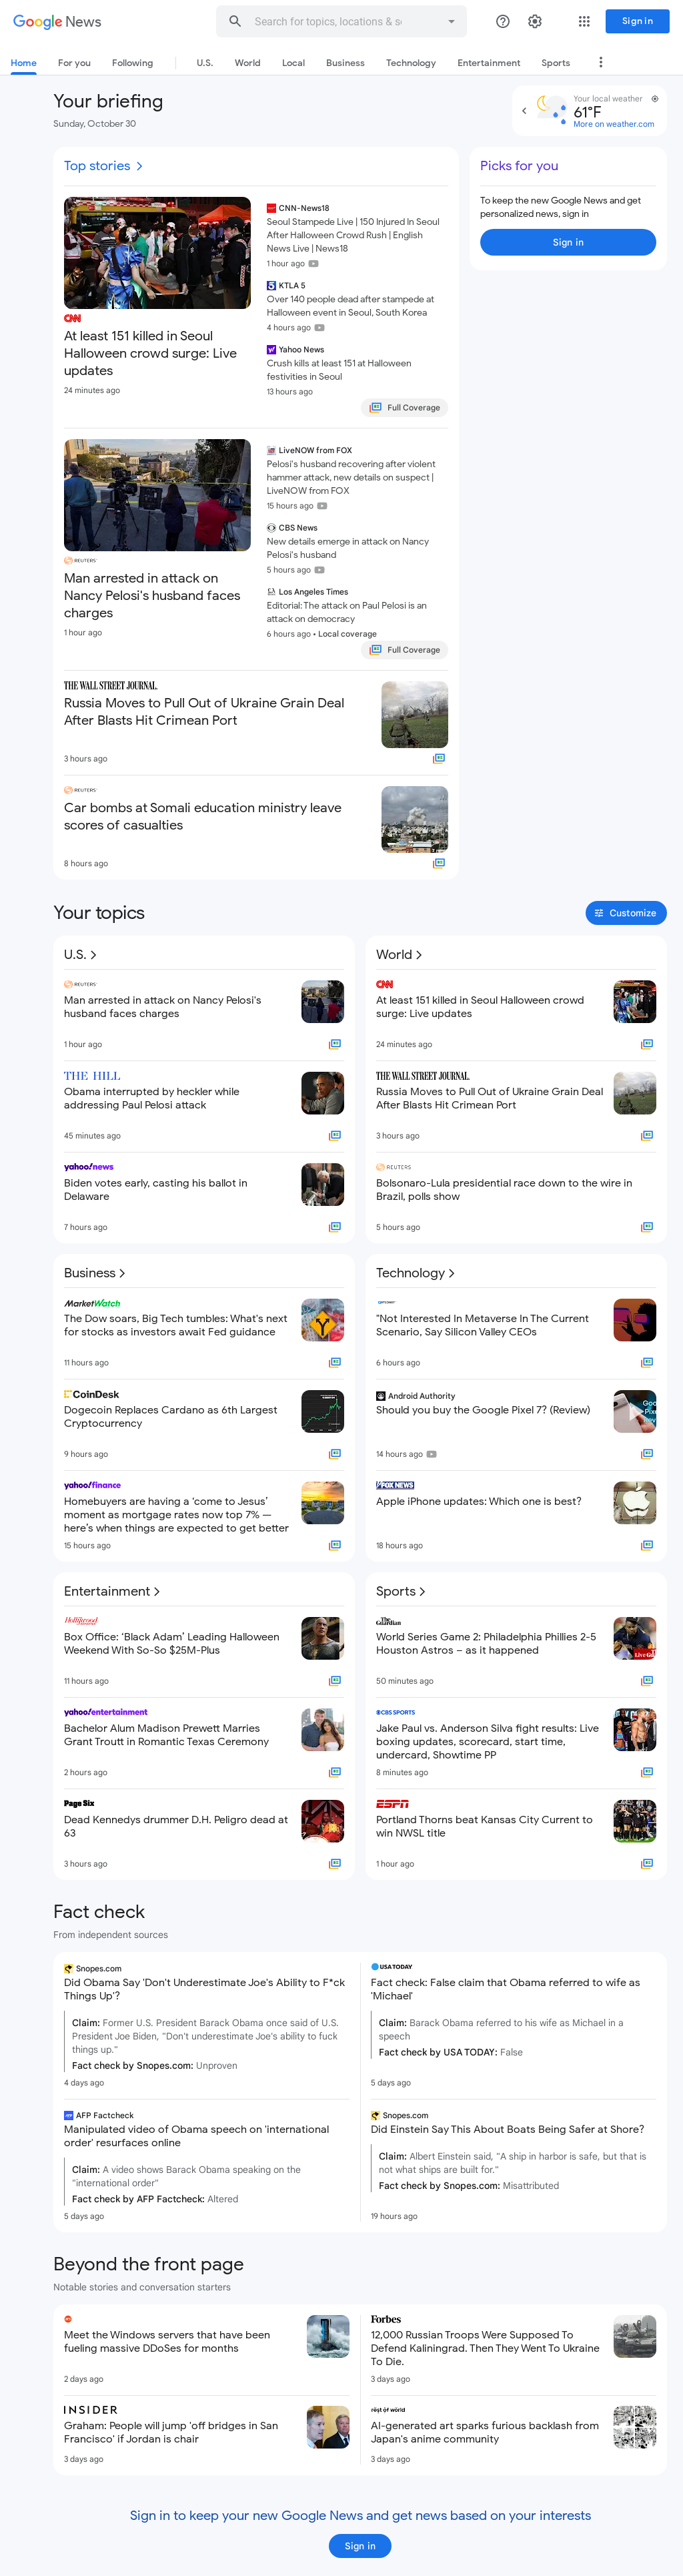 Google News
Search for topics, locations & s
Sign in
Home
For you
Following
U.S.
World
Local
Business
Technology
Entertainment
Sports
Your briefing
Sunday, October 30
Your local weather
61°F
More on weather.com
Top stories
CNN
At least 151 killed in Seoul
Halloween crowd surge: Live
updates
24 minutes ago
CNN-News18
Seoul Stampede Live | 150 Injured In Seoul
After Halloween Crowd Rush | English
News Live | News18
1 hour ago
KTLA 5
Over 140 people dead after stampede at
Halloween event in Seoul, South Korea
4 hours ago
Yahoo News
Crush kills at least 151 at Halloween
festivities in Seoul
13 hours ago
Full Coverage
Picks for you
To keep the new Google News and get
personalized news, sign in
Sign in
REUTERS
Man arrested in attack on
Nancy Pelosi's husband faces
charges
1 hour ago
LiveNOW from FOX
Pelosi's husband recovering after violent
hammer attack, new details on suspect |
LiveNOW from FOX
15 hours ago
CBS News
New details emerge in attack on Nancy
Pelosi's husband
5 hours ago
Los Angeles Times
Editorial: The attack on Paul Pelosi is an
attack on democracy
6 hours ago • Local coverage
Full Coverage
THE WALL STREET JOURNAL.
Russia Moves to Pull Out of Ukraine Grain Deal
After Blasts Hit Crimean Port
3 hours ago
REUTERS
Car bombs at Somali education ministry leave
scores of casualties
8 hours ago
Your topics
Customize
U.S.
REUTERS
Man arrested in attack on Nancy Pelosi's
husband faces charges
1 hour ago
THE HILL
Obama interrupted by heckler while
addressing Paul Pelosi attack
45 minutes ago
yahoo!news
Biden votes early, casting his ballot in
Delaware
7 hours ago
World
CNN
At least 151 killed in Seoul Halloween crowd
surge: Live updates
24 minutes ago
THE WALL STREET JOURNAL.
Russia Moves to Pull Out of Ukraine Grain Deal
After Blasts Hit Crimean Port
3 hours ago
REUTERS
Bolsonaro-Lula presidential race down to the wire in
Brazil, polls show
5 hours ago
Business
MarketWatch
The Dow soars, Big Tech tumbles: What's next
for stocks as investors await Fed guidance
11 hours ago
CoinDesk
Dogecoin Replaces Cardano as 6th Largest
Cryptocurrency
9 hours ago
yahoo!finance
Homebuyers are having a ‘come to Jesus’
moment as mortgage rates now top 7% —
here’s when things are expected to get better
15 hours ago
Technology
"Not Interested In Metaverse In The Current
Scenario, Say Silicon Valley CEOs
6 hours ago
Android Authority
Should you buy the Google Pixel 7? (Review)
14 hours ago
FOX NEWS
Apple iPhone updates: Which one is best?
18 hours ago
Entertainment
Hollywood
Box Office: ‘Black Adam’ Leading Halloween
Weekend With So-So $25M-Plus
11 hours ago
yahoo!entertainment
Bachelor Alum Madison Prewett Marries
Grant Troutt in Romantic Texas Ceremony
2 hours ago
Page Six
Dead Kennedys drummer D.H. Peligro dead at
63
3 hours ago
Sports
The Guardian
World Series Game 2: Philadelphia Phillies 2-5
Houston Astros – as it happened
50 minutes ago
CBS SPORTS
Jake Paul vs. Anderson Silva fight results: Live
boxing updates, scorecard, start time,
undercard, Showtime PP
8 minutes ago
ESPN
Portland Thorns beat Kansas City Current to
win NWSL title
1 hour ago
Fact check
From independent sources
Snopes.com
Did Obama Say 'Don't Underestimate Joe's Ability to F*ck
Things Up'?
Claim: Former U.S. President Barack Obama once said of U.S.
President Joe Biden, "Don't underestimate Joe's ability to fuck
things up."
Fact check by Snopes.com: Unproven
4 days ago
USA TODAY
Fact check: False claim that Obama referred to wife as
'Michael'
Claim: Barack Obama referred to his wife as Michael in a
speech
Fact check by USA TODAY: False
5 days ago
AFP Factcheck
Manipulated video of Obama speech on 'international
order' resurfaces online
Claim: A video shows Barack Obama speaking on the
"international order"
Fact check by AFP Factcheck: Altered
5 days ago
Snopes.com
Did Einstein Say This About Boats Being Safer at Shore?
Claim: Albert Einstein said, "A ship in harbor is safe, but that is
not what ships are built for."
Fact check by Snopes.com: Misattributed
19 hours ago
Beyond the front page
Notable stories and conversation starters
Meet the Windows servers that have been
fueling massive DDoSes for months
2 days ago
Forbes
12,000 Russian Troops Were Supposed To
Defend Kaliningrad. Then They Went To Ukraine
To Die.
3 days ago
INSIDER
Graham: People will jump 'off bridges in San
Francisco' if Jordan is chair
3 days ago
rest of world
AI-generated art sparks furious backlash from
Japan's anime community
3 days ago
Sign in to keep your new Google News and get news based on your interests
Sign in